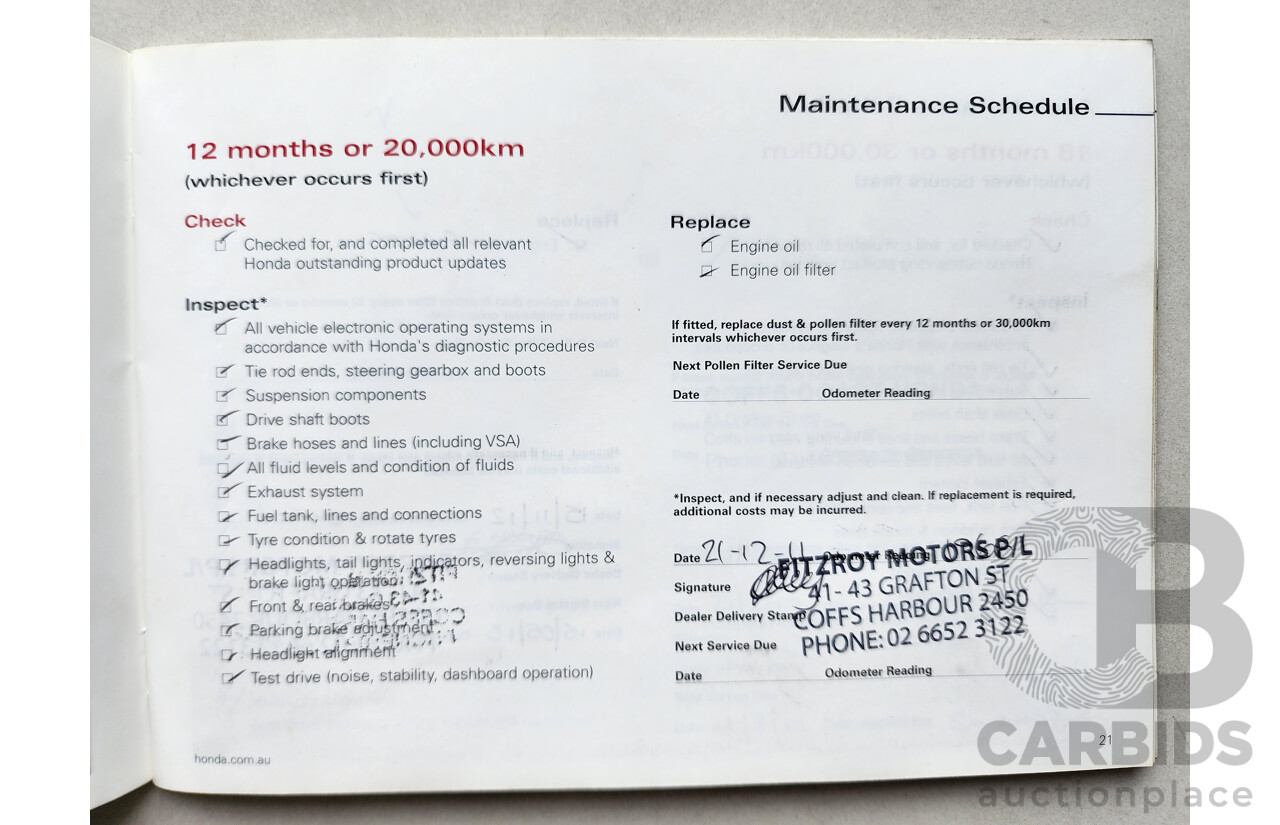 Maintenance Schedule
12 months or 20,000km
(whichever occurs first)
Check
Checked for, and completed all relevant
Honda outstanding product updates
Inspect*
All vehicle electronic operating systems in
accordance with Honda's diagnostic procedures
Tie rod ends, steering gearbox and boots
Suspension components
Drive shaft boots
Brake hoses and lines (including VSA)
All fluid levels and condition of fluids
Exhaust system
Fuel tank, lines and connections
Tyre condition & rotate tyres
Headlights, tail lights, indicators, reversing lights &
brake light operation
Front & rear brakes
Parking brake adjustment
Headlight alignment
Test drive (noise, stability, dashboard operation)
honda.com.au
Replace
Engine oil
Engine oil filter
If fitted, replace dust & pollen filter every 12 months or 30,000km
intervals whichever occurs first.
Next Pollen Filter Service Due
Date Odometer Reading
*Inspect, and if necessary adjust and clean. If replacement is required,
additional costs may be incurred.
Date 21-12-11 Odometer Reading
Signature
Dealer Delivery Stamp
FITZROY MOTORS P/L
41 - 43 GRAFTON ST
COFFS HARBOUR 2450
PHONE: 02 6652 3122
Next Service Due
Date Odometer Reading
21
CARBIDS
auctionplace